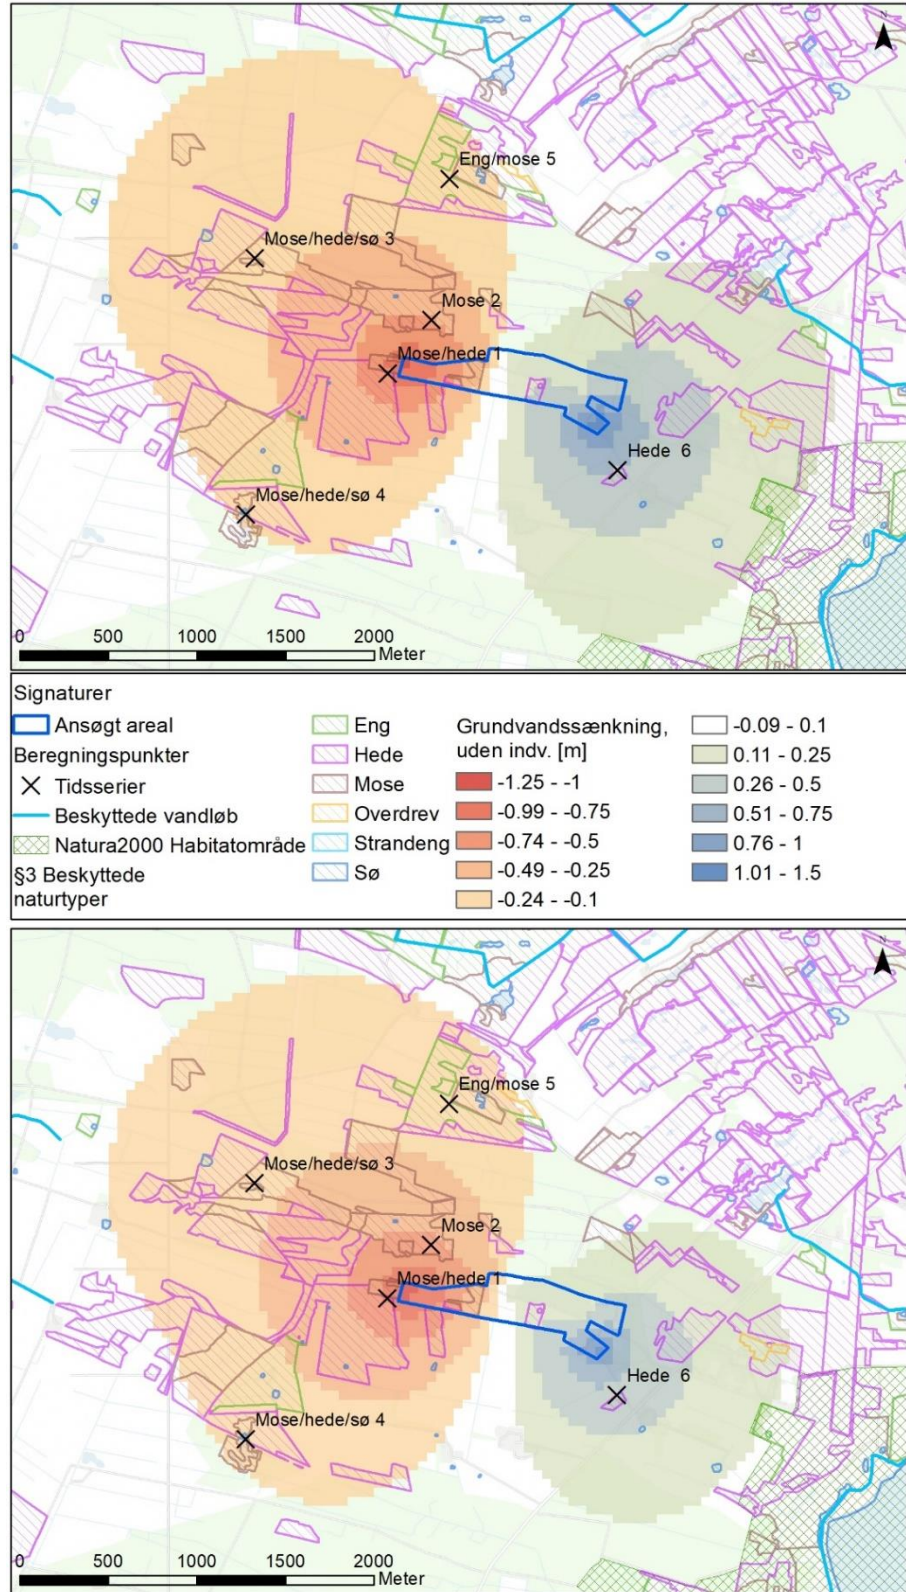 Eng/mose 5
Mose/hede/sø 3
Mose 2
Mose/hede 1
Hede 6
Mose/hede/sø 4
0 500 1000 1500 2000
Meter
Signaturer
Ansøgt areal
Beregningspunkter
Tidsserier
Beskyttede vandløb
Natura2000 Habitatområde
§3 Beskyttede
naturtyper
Eng
Hede
Mose
Overdrev
Strandeng
Sø
Grundvandssænkning,
uden indv. [m]
-1.25 - -1
-0.99 - -0.75
-0.74 - -0.5
-0.49 - -0.25
-0.24 - -0.1
-0.09 - 0.1
0.11 - 0.25
0.26 - 0.5
0.51 - 0.75
0.76 - 1
1.01 - 1.5
Eng/mose 5
Mose/hede/sø 3
Mose 2
Mose/hede 1
Hede 6
Mose/hede/sø 4
0 500 1000 1500 2000
Meter